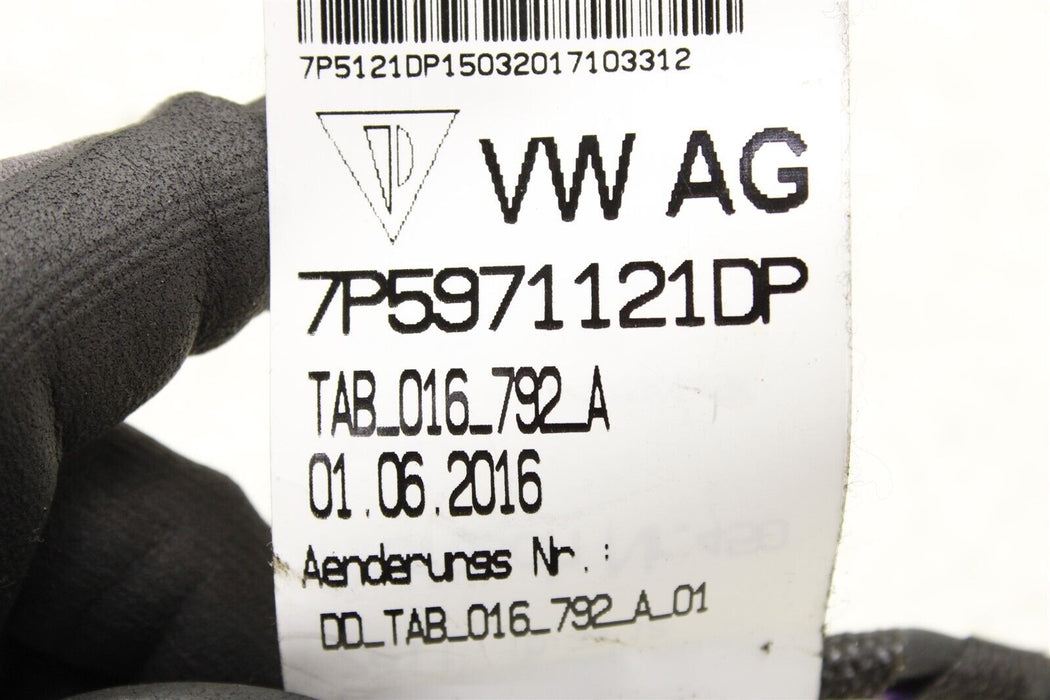 7P5121DP15032017103312
VW AG
7P5971121DP
TAB_016_792_A
01.06.2016
Aenderungs Nr.:
DD_TAB_016_792_A_01